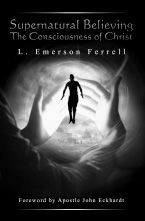 Supernatural Believing
The Consciousness of Christ
L. Emerson Ferrell
Foreword by Apostle John Eckhardt